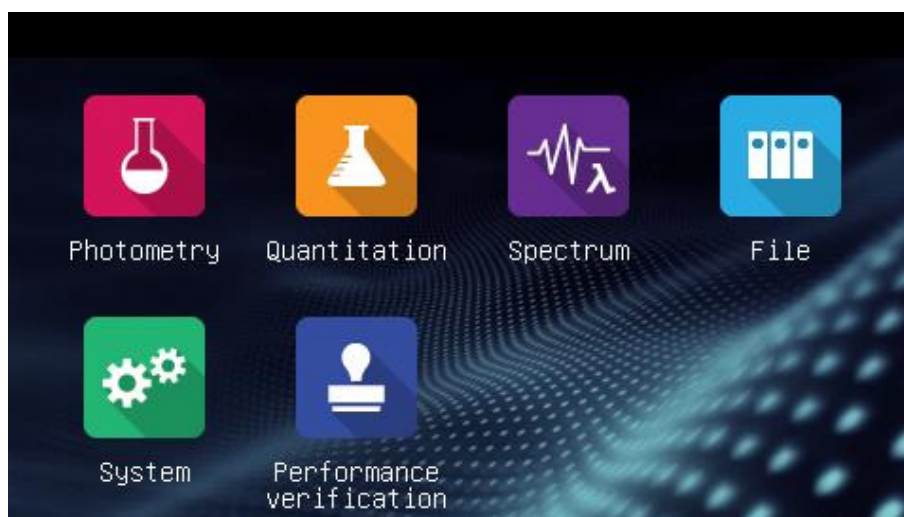 λ
Photometry
Quantitation
Spectrum
File
System
Performance
verification